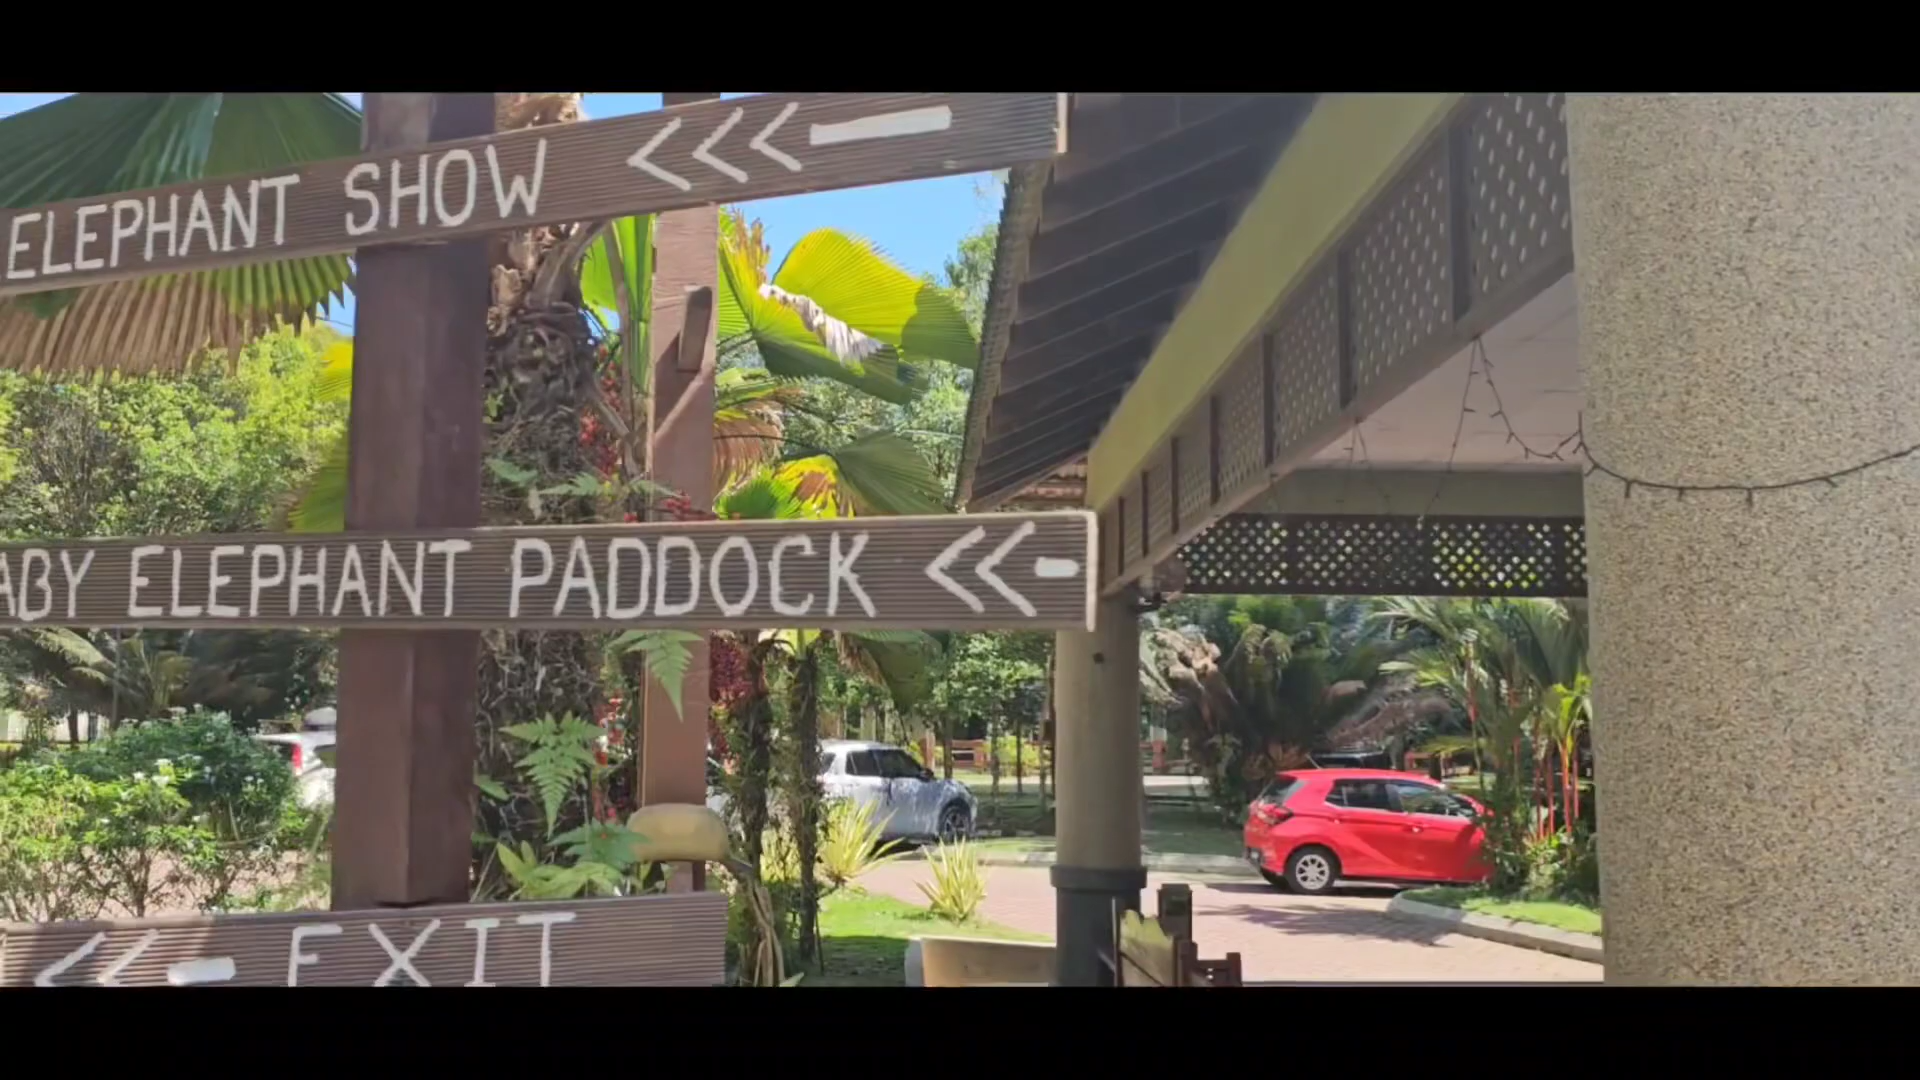 ELEPHANT SHOW <<<-
ABY ELEPHANT PADDOCK <<-
<<- EXIT